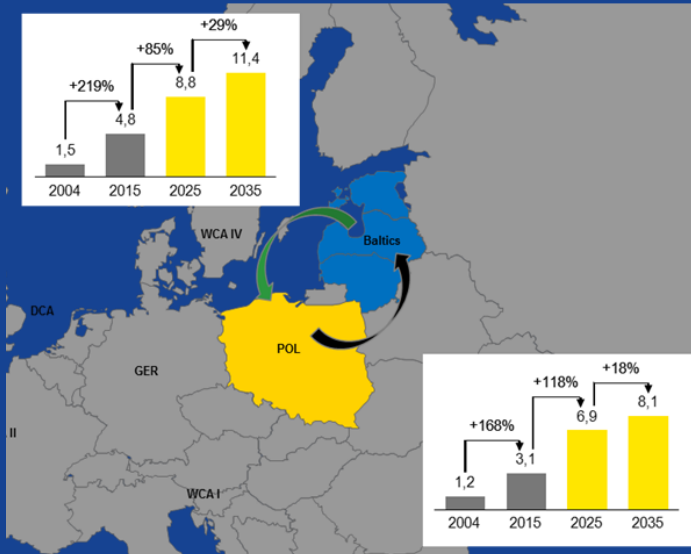 +29%
+85%
11,4
8,8
+219%
4,8
1,5
2004 2015 2025 2035
WCA IV
Baltics
DCA
POL
GER
II
WCA I
+18%
+118%
8,1
6,9
+168%
3,1
1,2
2004 2015 2025 2035